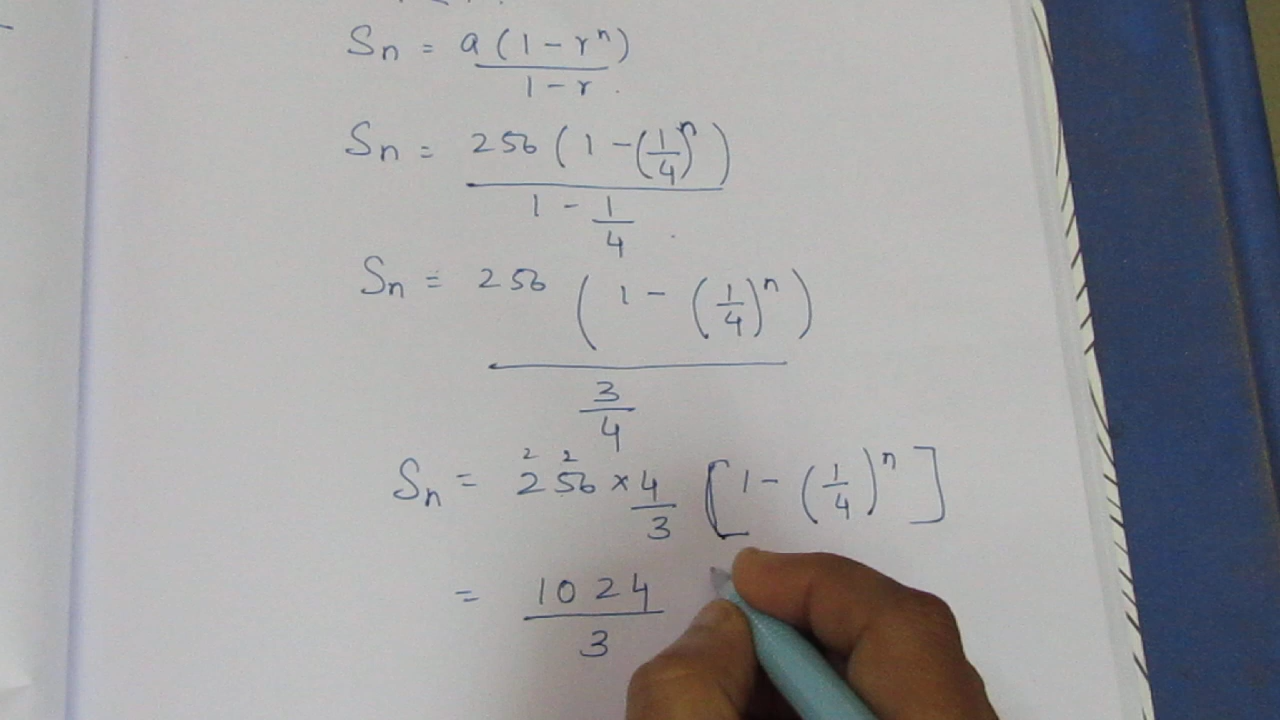 Sn = a(1-rⁿ)
1-r.
Sn = 256(1-(1/4)ⁿ)
1 - 1/4
Sn = 256 (1 - (1/4)ⁿ)
3/4
Sn = 256 × 4/3 [1 - (1/4)ⁿ]
= 1024/3